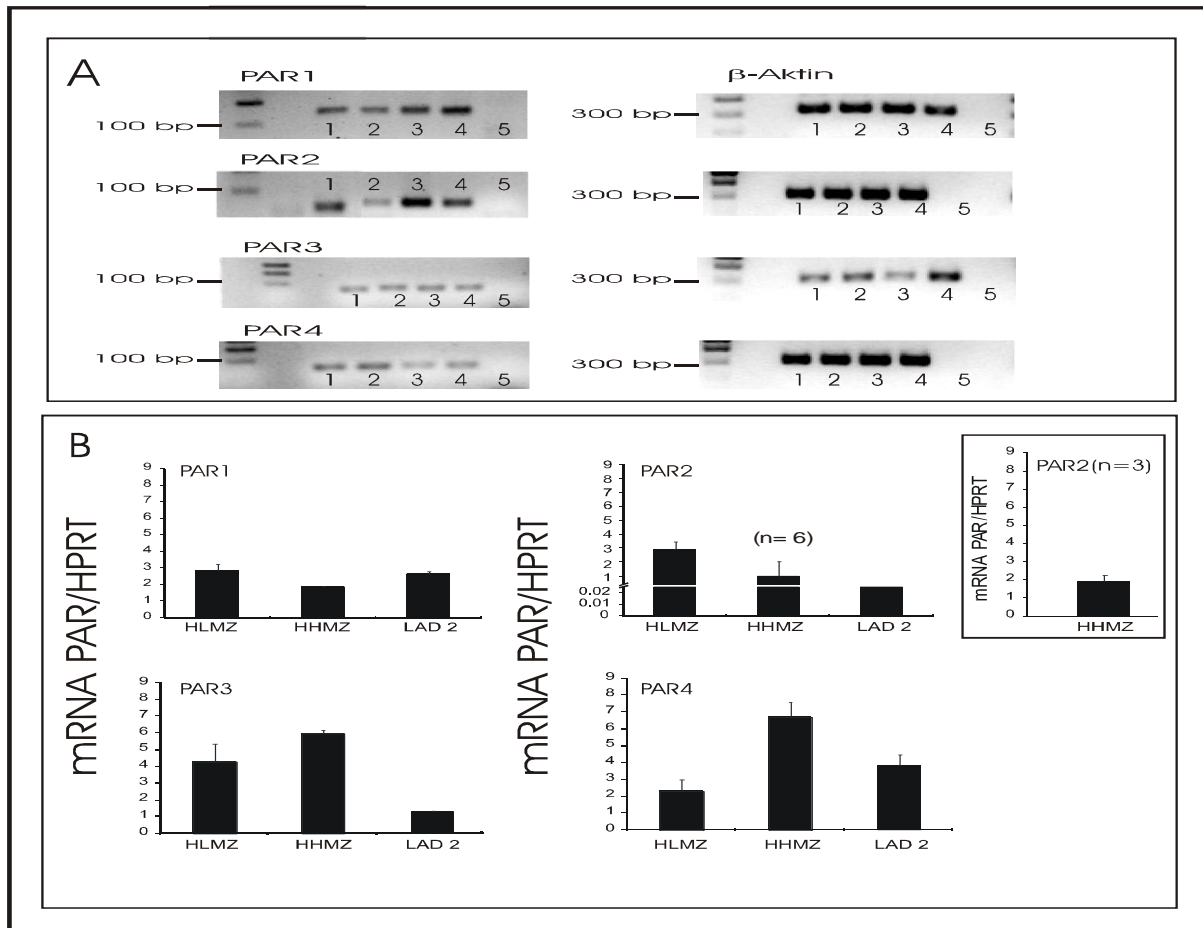 A
PAR1
100 bp
1 2 3 4 5
β-Aktin
300 bp
1 2 3 4 5
PAR2
100 bp
1 2 3 4 5
300 bp
1 2 3 4 5
PAR3
100 bp
1 2 3 4 5
300 bp
1 2 3 4 5
PAR4
100 bp
1 2 3 4 5
300 bp
1 2 3 4 5
B
mRNA PAR/HPRT
PAR1
9
8
7
6
5
4
3
2
1
0
HLMZ HHMZ LAD 2
mRNA PAR/HPRT
PAR2
(n= 6)
9
8
7
6
5
4
3
2
1
0.02
0.01
0
HLMZ HHMZ LAD 2
mRNA PAR/HPRT
PAR2(n=3)
9
8
7
6
5
4
3
2
1
0
HHMZ
PAR3
9
8
7
6
5
4
3
2
1
0
HLMZ HHMZ LAD 2
PAR4
9
8
7
6
5
4
3
2
1
0
HLMZ HHMZ LAD 2